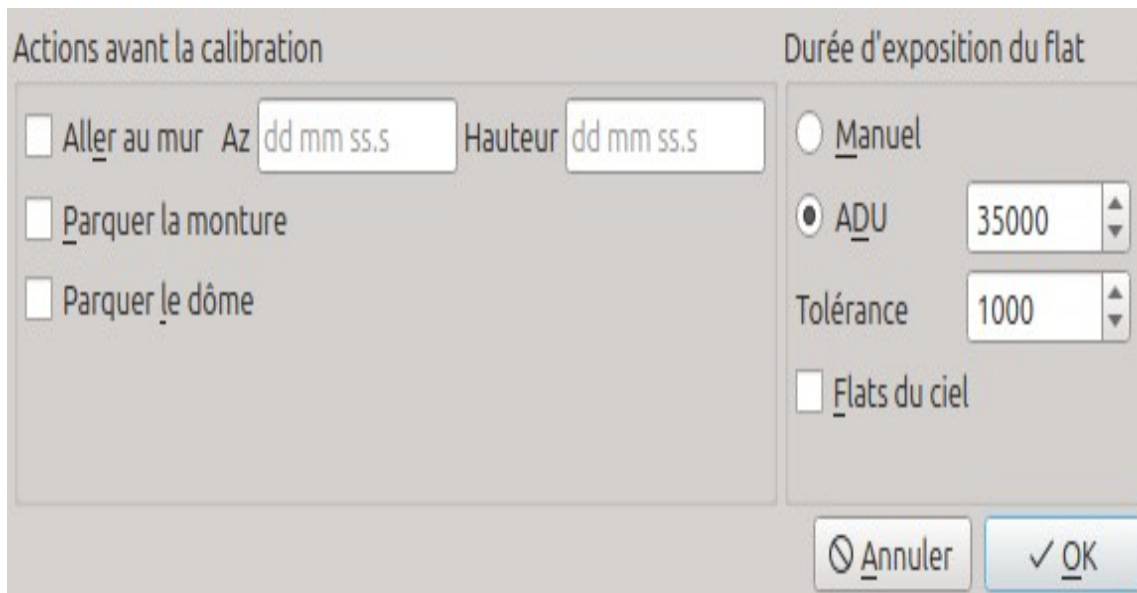 Actions avant la calibration
Aller au mur Az dd mm ss.s Hauteur dd mm ss.s
Parquer la monture
Parquer le dôme
Durée d'exposition du flat
Manuel
ADU 35000
Tolérance 1000
Flats du ciel
Annuler OK